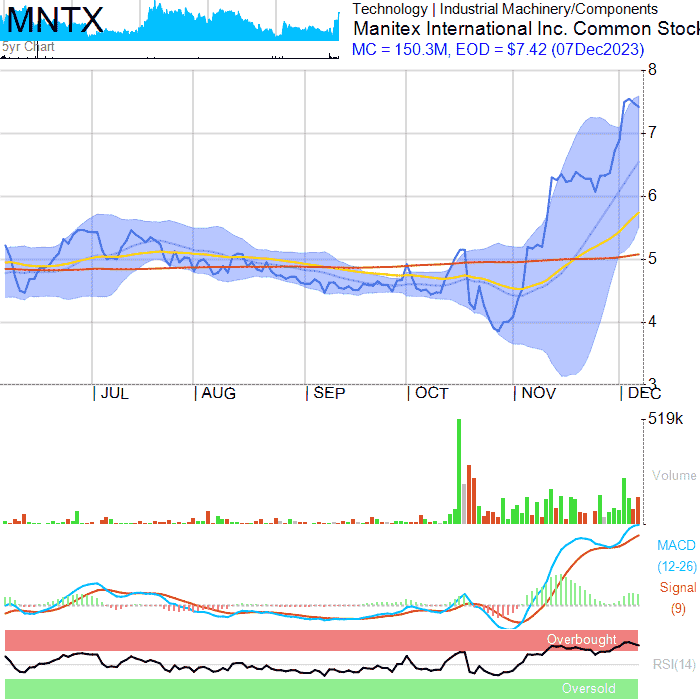 MNTX
Technology | Industrial Machinery/Components
Manitex International Inc. Common Stoc
5yr Chart
MC = 150.3M, EOD = $7.42 (07Dec2023)
8
7
6
5
4
3
| JUL | AUG | SEP | OCT | NOV | DEC
519k
Volume
MACD
(12-26)
Signal
(9)
Overbought
RSI(14)
Oversold